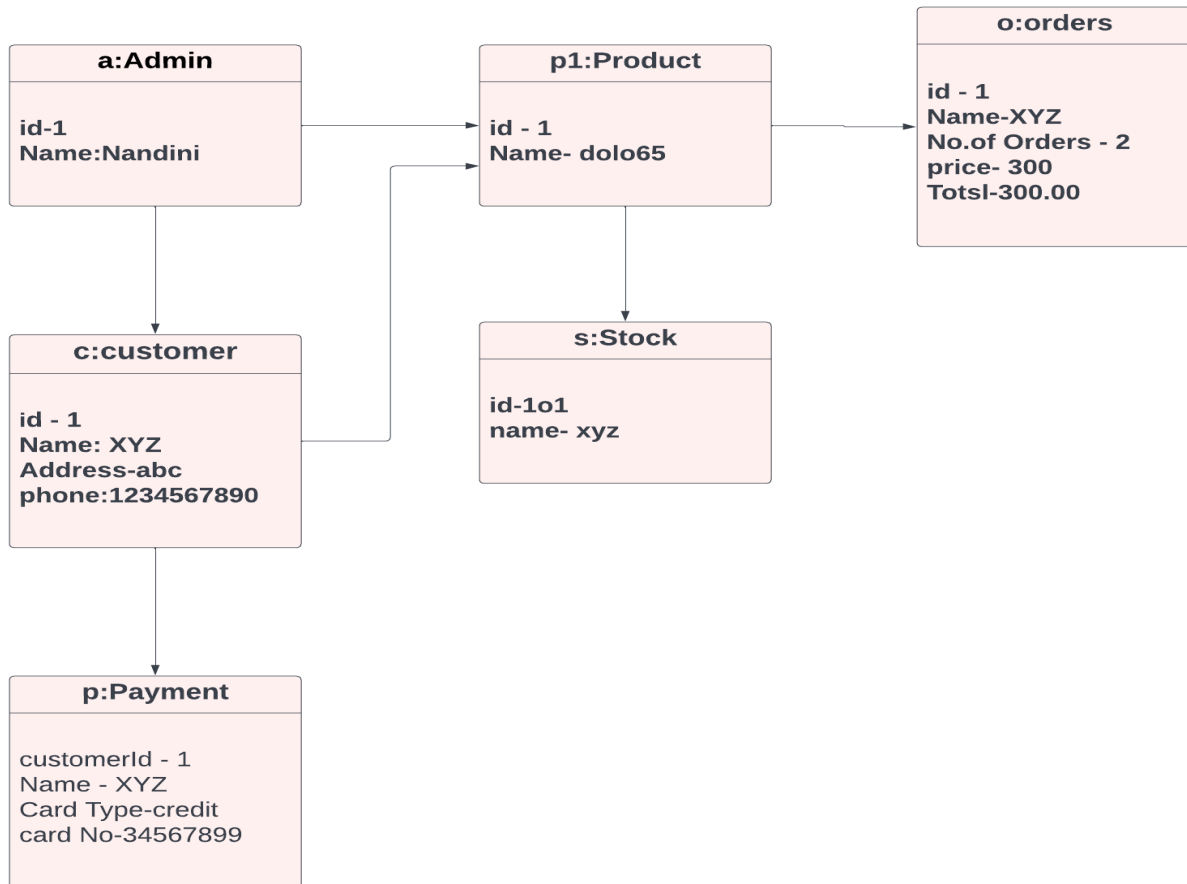 a:Admin
id-1
Name:Nandini
p1:Product
id - 1
Name- dolo65
o:orders
id - 1
Name-XYZ
No.of Orders - 2
price- 300
Totsl-300.00
c:customer
id - 1
Name: XYZ
Address-abc
phone:1234567890
s:Stock
id-1o1
name- xyz
p:Payment
customerId - 1
Name - XYZ
Card Type-credit
card No-34567899